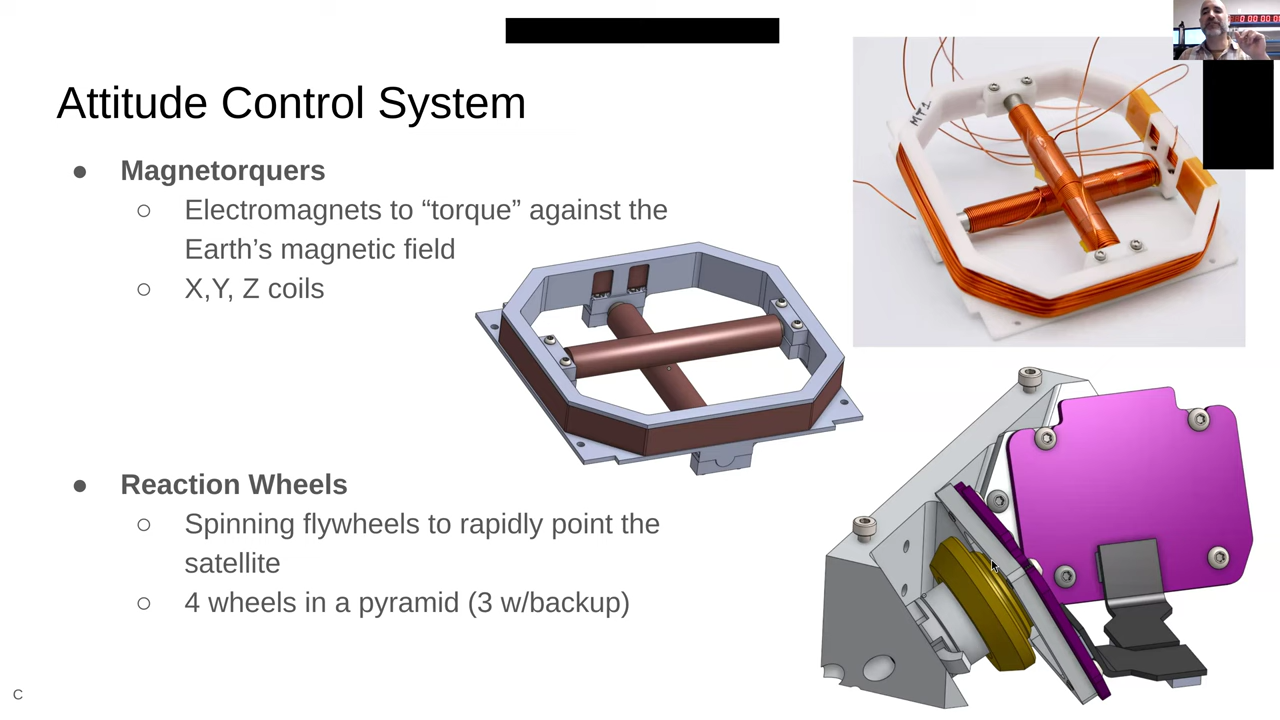 Attitude Control System
● Magnetorquers
○ Electromagnets to “torque” against the
Earth’s magnetic field
○ X,Y, Z coils
● Reaction Wheels
○ Spinning flywheels to rapidly point the
satellite
○ 4 wheels in a pyramid (3 w/backup)
C
MT1